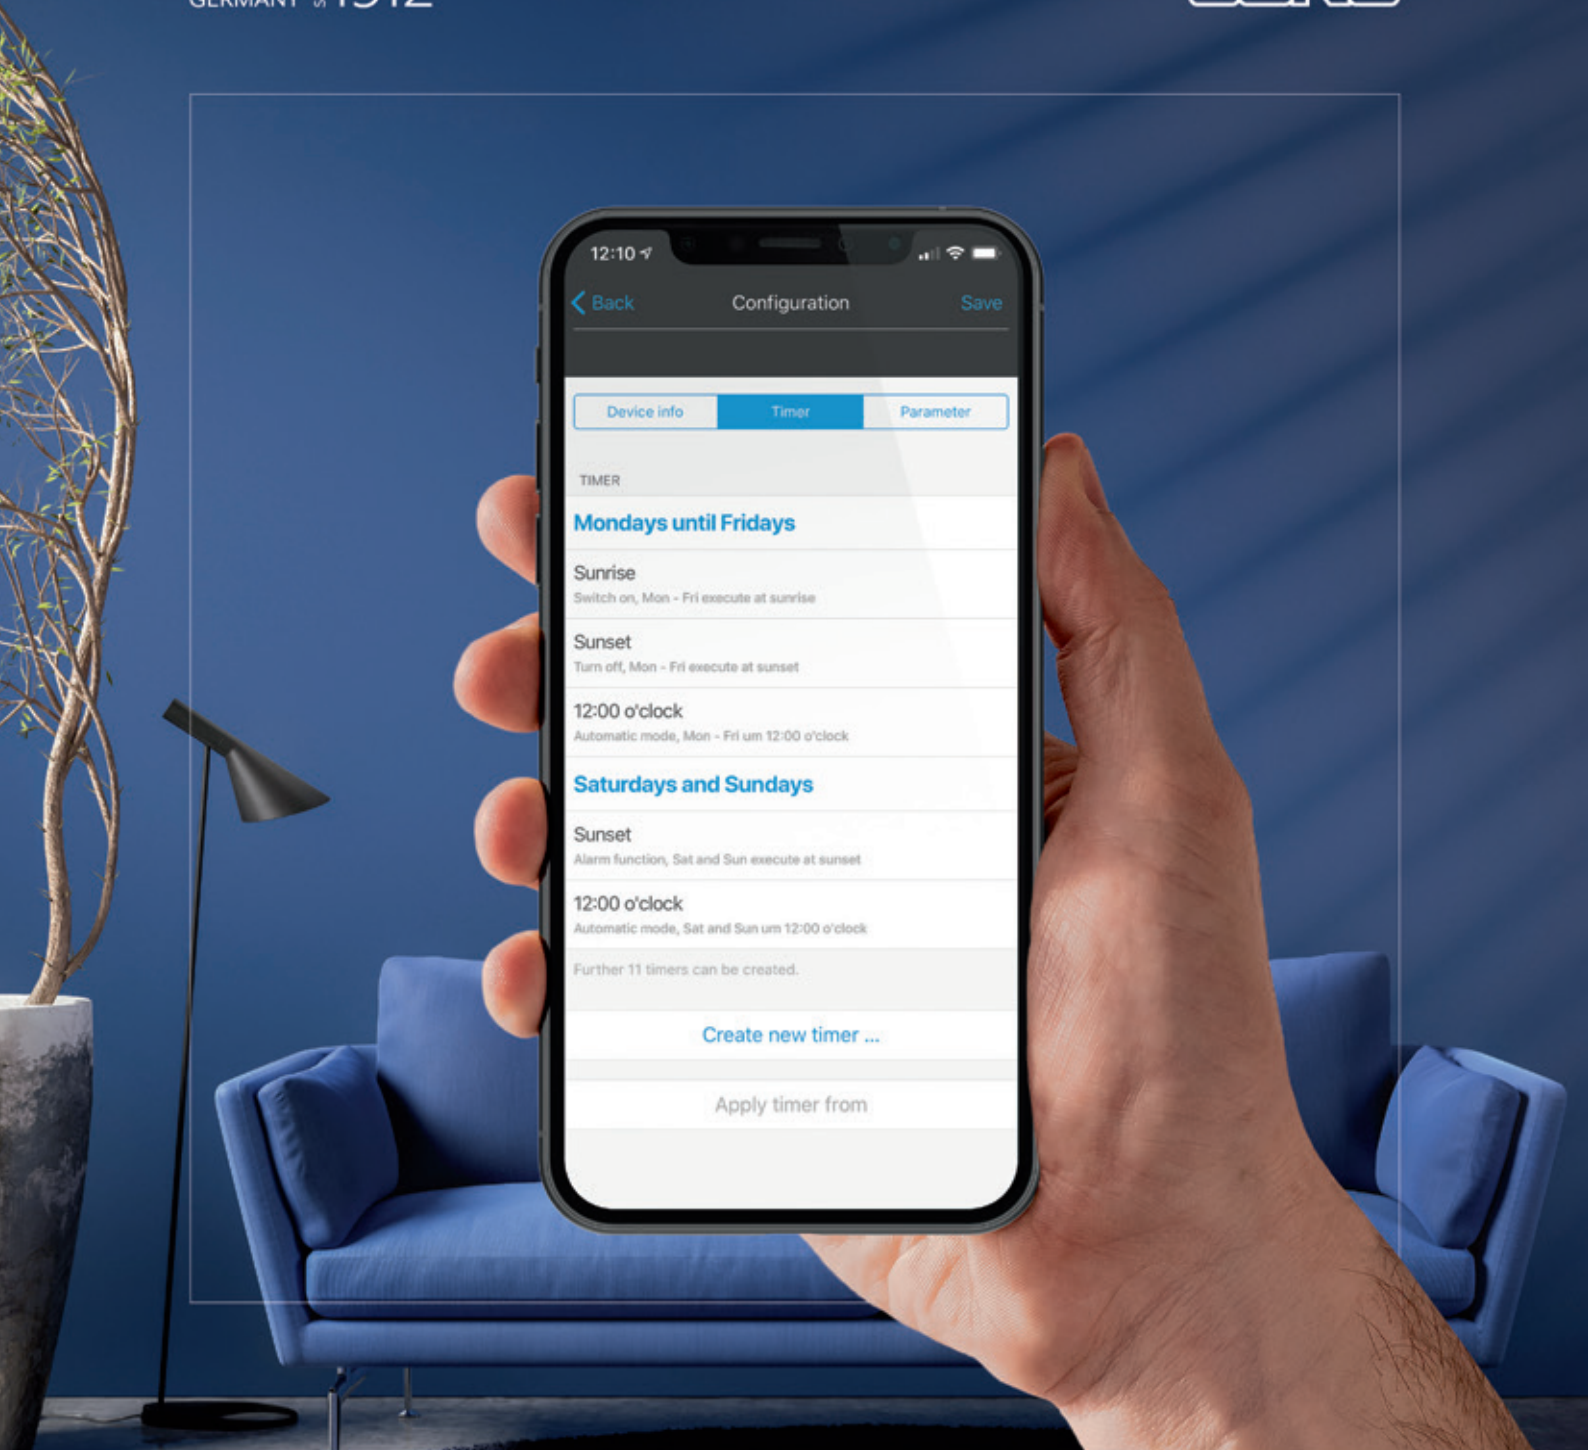 GERMANY 1912
12:10
Back Configuration Save
Device info Timer Parameter
TIMER
Mondays until Fridays
Sunrise
Switch on, Mon - Fri execute at sunrise
Sunset
Turn off, Mon - Fri execute at sunset
12:00 o'clock
Automatic mode, Mon - Fri um 12:00 o'clock
Saturdays and Sundays
Sunset
Alarm function, Sat and Sun execute at sunset
12:00 o'clock
Automatic mode, Sat and Sun um 12:00 o'clock
Further 11 timers can be created.
Create new timer ...
Apply timer from